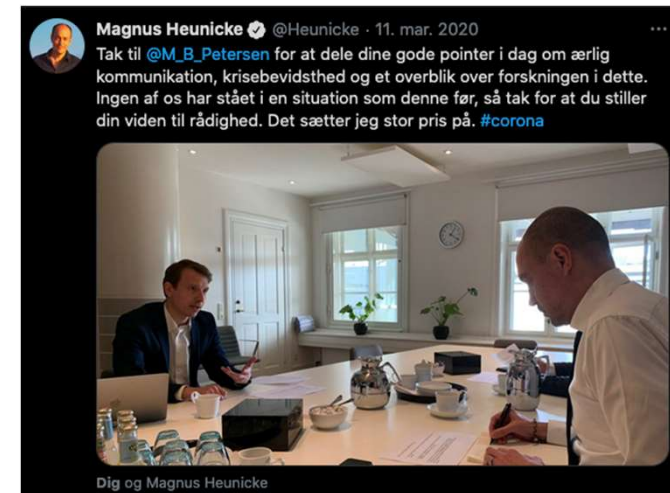 Magnus Heunicke @Heunicke · 11. mar. 2020
Tak til @M_B_Petersen for at dele dine gode pointer i dag om ærlig
kommunikation, krisebevidsthed og et overblik over forskningen i dette.
Ingen af os har stået i en situation som denne før, så tak for at du stiller
din viden til rådighed. Det sætter jeg stor pris på. #corona
Dig og Magnus Heunicke